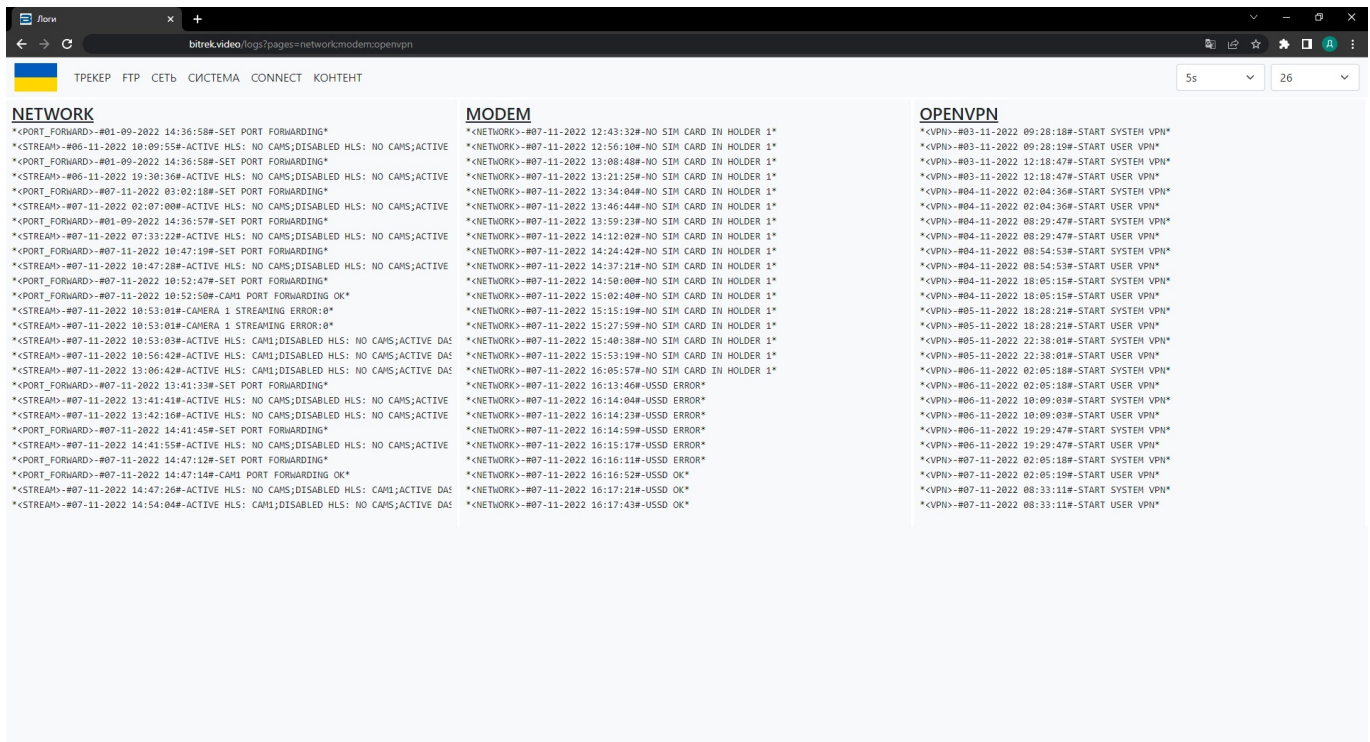 Логи
bitrek.video/logs?pages=network:modem:openvpn
Д
ТРЕКЕР FTP СЕТЬ СИСТЕМА CONNECT КОНТЕНТ
5s
26
NETWORK
*<PORT_FORWARD>-#01-09-2022 14:36:58#-SET PORT FORWARDING*
*<STREAM>-#06-11-2022 10:09:55#-ACTIVE HLS: NO CAMS;DISABLED HLS: NO CAMS;ACTIVE
*<PORT_FORWARD>-#01-09-2022 14:36:58#-SET PORT FORWARDING*
*<STREAM>-#06-11-2022 19:30:36#-ACTIVE HLS: NO CAMS;DISABLED HLS: NO CAMS;ACTIVE
*<PORT_FORWARD>-#07-11-2022 03:02:18#-SET PORT FORWARDING*
*<STREAM>-#07-11-2022 02:07:00#-ACTIVE HLS: NO CAMS;DISABLED HLS: NO CAMS;ACTIVE
*<PORT_FORWARD>-#01-09-2022 14:36:57#-SET PORT FORWARDING*
*<STREAM>-#07-11-2022 07:33:22#-ACTIVE HLS: NO CAMS;DISABLED HLS: NO CAMS;ACTIVE
*<PORT_FORWARD>-#07-11-2022 10:47:19#-SET PORT FORWARDING*
*<STREAM>-#07-11-2022 10:47:28#-ACTIVE HLS: NO CAMS;DISABLED HLS: NO CAMS;ACTIVE
*<PORT_FORWARD>-#07-11-2022 10:52:47#-SET PORT FORWARDING*
*<PORT_FORWARD>-#07-11-2022 10:52:50#-CAM1 PORT FORWARDING OK*
*<STREAM>-#07-11-2022 10:53:01#-CAMERA 1 STREAMING ERROR:0*
*<STREAM>-#07-11-2022 10:53:01#-CAMERA 1 STREAMING ERROR:0*
*<STREAM>-#07-11-2022 10:53:03#-ACTIVE HLS: CAM1;DISABLED HLS: NO CAMS;ACTIVE DAS
*<STREAM>-#07-11-2022 10:56:42#-ACTIVE HLS: CAM1;DISABLED HLS: NO CAMS;ACTIVE DAS
*<STREAM>-#07-11-2022 13:06:42#-ACTIVE HLS: CAM1;DISABLED HLS: NO CAMS;ACTIVE DAS
*<PORT_FORWARD>-#07-11-2022 13:41:33#-SET PORT FORWARDING*
*<STREAM>-#07-11-2022 13:41:41#-ACTIVE HLS: NO CAMS;DISABLED HLS: NO CAMS;ACTIVE
*<STREAM>-#07-11-2022 13:42:16#-ACTIVE HLS: NO CAMS;DISABLED HLS: NO CAMS;ACTIVE
*<PORT_FORWARD>-#07-11-2022 14:41:45#-SET PORT FORWARDING*
*<STREAM>-#07-11-2022 14:41:55#-ACTIVE HLS: NO CAMS;DISABLED HLS: NO CAMS;ACTIVE
*<PORT_FORWARD>-#07-11-2022 14:47:12#-SET PORT FORWARDING*
*<PORT_FORWARD>-#07-11-2022 14:47:14#-CAM1 PORT FORWARDING OK*
*<STREAM>-#07-11-2022 14:47:26#-ACTIVE HLS: NO CAMS;DISABLED HLS: CAM1;ACTIVE DAS
*<STREAM>-#07-11-2022 14:54:04#-ACTIVE HLS: CAM1;DISABLED HLS: NO CAMS;ACTIVE DAS
MODEM
*<NETWORK>-#07-11-2022 12:43:32#-NO SIM CARD IN HOLDER 1*
*<NETWORK>-#07-11-2022 12:56:10#-NO SIM CARD IN HOLDER 1*
*<NETWORK>-#07-11-2022 13:08:48#-NO SIM CARD IN HOLDER 1*
*<NETWORK>-#07-11-2022 13:21:25#-NO SIM CARD IN HOLDER 1*
*<NETWORK>-#07-11-2022 13:34:04#-NO SIM CARD IN HOLDER 1*
*<NETWORK>-#07-11-2022 13:46:44#-NO SIM CARD IN HOLDER 1*
*<NETWORK>-#07-11-2022 13:59:23#-NO SIM CARD IN HOLDER 1*
*<NETWORK>-#07-11-2022 14:12:02#-NO SIM CARD IN HOLDER 1*
*<NETWORK>-#07-11-2022 14:24:42#-NO SIM CARD IN HOLDER 1*
*<NETWORK>-#07-11-2022 14:37:21#-NO SIM CARD IN HOLDER 1*
*<NETWORK>-#07-11-2022 14:50:00#-NO SIM CARD IN HOLDER 1*
*<NETWORK>-#07-11-2022 15:02:40#-NO SIM CARD IN HOLDER 1*
*<NETWORK>-#07-11-2022 15:15:19#-NO SIM CARD IN HOLDER 1*
*<NETWORK>-#07-11-2022 15:27:59#-NO SIM CARD IN HOLDER 1*
*<NETWORK>-#07-11-2022 15:40:38#-NO SIM CARD IN HOLDER 1*
*<NETWORK>-#07-11-2022 15:53:19#-NO SIM CARD IN HOLDER 1*
*<NETWORK>-#07-11-2022 16:05:57#-NO SIM CARD IN HOLDER 1*
*<NETWORK>-#07-11-2022 16:13:46#-USSD ERROR*
*<NETWORK>-#07-11-2022 16:14:04#-USSD ERROR*
*<NETWORK>-#07-11-2022 16:14:23#-USSD ERROR*
*<NETWORK>-#07-11-2022 16:14:59#-USSD ERROR*
*<NETWORK>-#07-11-2022 16:15:17#-USSD ERROR*
*<NETWORK>-#07-11-2022 16:16:11#-USSD ERROR*
*<NETWORK>-#07-11-2022 16:16:52#-USSD OK*
*<NETWORK>-#07-11-2022 16:17:21#-USSD OK*
*<NETWORK>-#07-11-2022 16:17:43#-USSD OK*
OPENVPN
*<VPN>-#03-11-2022 09:28:18#-START SYSTEM VPN*
*<VPN>-#03-11-2022 09:28:19#-START USER VPN*
*<VPN>-#03-11-2022 12:18:47#-START SYSTEM VPN*
*<VPN>-#03-11-2022 12:18:47#-START USER VPN*
*<VPN>-#04-11-2022 02:04:36#-START SYSTEM VPN*
*<VPN>-#04-11-2022 02:04:36#-START USER VPN*
*<VPN>-#04-11-2022 08:29:47#-START SYSTEM VPN*
*<VPN>-#04-11-2022 08:29:47#-START USER VPN*
*<VPN>-#04-11-2022 08:54:53#-START SYSTEM VPN*
*<VPN>-#04-11-2022 08:54:53#-START USER VPN*
*<VPN>-#04-11-2022 18:05:15#-START SYSTEM VPN*
*<VPN>-#04-11-2022 18:05:15#-START USER VPN*
*<VPN>-#05-11-2022 18:28:21#-START SYSTEM VPN*
*<VPN>-#05-11-2022 18:28:21#-START USER VPN*
*<VPN>-#05-11-2022 22:38:01#-START SYSTEM VPN*
*<VPN>-#05-11-2022 22:38:01#-START USER VPN*
*<VPN>-#06-11-2022 02:05:18#-START SYSTEM VPN*
*<VPN>-#06-11-2022 02:05:18#-START USER VPN*
*<VPN>-#06-11-2022 10:09:03#-START SYSTEM VPN*
*<VPN>-#06-11-2022 10:09:03#-START USER VPN*
*<VPN>-#06-11-2022 19:29:47#-START SYSTEM VPN*
*<VPN>-#06-11-2022 19:29:47#-START USER VPN*
*<VPN>-#07-11-2022 02:05:18#-START SYSTEM VPN*
*<VPN>-#07-11-2022 02:05:19#-START USER VPN*
*<VPN>-#07-11-2022 08:33:11#-START SYSTEM VPN*
*<VPN>-#07-11-2022 08:33:11#-START USER VPN*